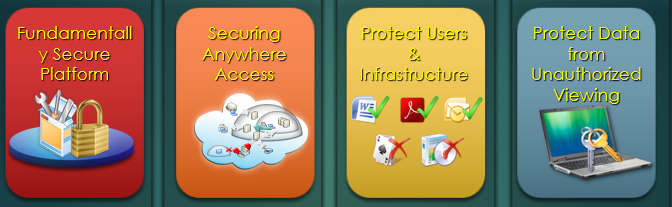 Fundamentall
y Secure
Platform
Securing
Anywhere
Access
Protect Users
&
Infrastructure
Protect Data
from
Unauthorized
Viewing